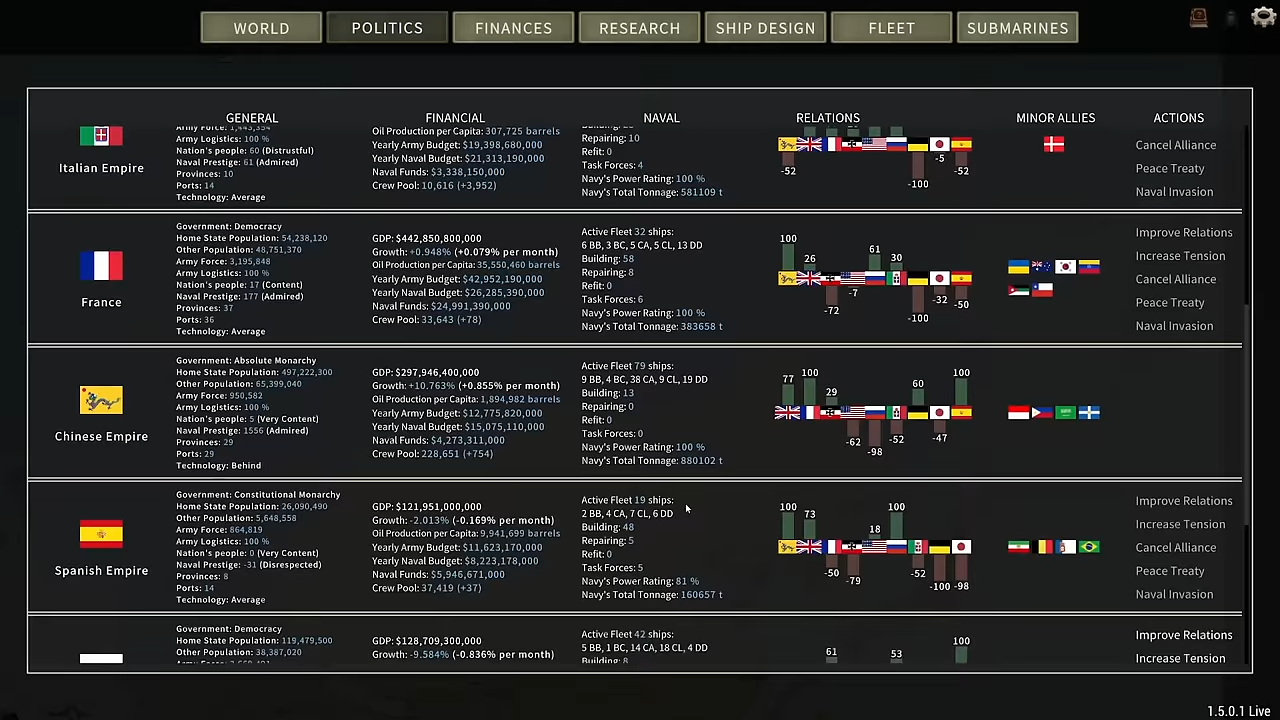 WORLD POLITICS FINANCES RESEARCH SHIP DESIGN FLEET SUBMARINES
GENERAL FINANCIAL NAVAL RELATIONS MINOR ALLIES ACTIONS
Italian Empire
Army Logistics: 100 %
Nation's people: 60 (Distrustful)
Naval Prestige: 61 (Admired)
Provinces: 10
Ports: 14
Technology: Average
Oil Production per Capita: 307,725 barrels
Yearly Army Budget: $19,398,680,000
Yearly Naval Budget: $21,313,190,000
Naval Funds: $3,338,150,000
Crew Pool: 10,616 (+3,952)
Repairing: 10
Refit: 0
Task Forces: 4
Navy's Power Rating: 100 %
Navy's Total Tonnage: 581109 t
-52 -100 -5 -52
Cancel Alliance
Peace Treaty
Naval Invasion
France
Government: Democracy
Home State Population: 54,238,120
Other Population: 48,751,370
Army Force: 3,195,848
Army Logistics: 100 %
Nation's people: 17 (Content)
Naval Prestige: 177 (Admired)
Provinces: 37
Ports: 36
Technology: Average
GDP: $442,850,800,000
Growth: +0.948% (+0.079% per month)
Oil Production per Capita: 35,550,460 barrels
Yearly Army Budget: $42,952,190,000
Yearly Naval Budget: $26,285,390,000
Naval Funds: $24,991,390,000
Crew Pool: 33,643 (+78)
Active Fleet 32 ships:
6 BB, 3 BC, 5 CA, 5 CL, 13 DD
Building: 58
Repairing: 8
Refit: 0
Task Forces: 6
Navy's Power Rating: 100 %
Navy's Total Tonnage: 383658 t
100 26 -72 -7 61 30 -100 -32 -50
Improve Relations
Increase Tension
Cancel Alliance
Peace Treaty
Naval Invasion
Chinese Empire
Government: Absolute Monarchy
Home State Population: 497,222,300
Other Population: 65,399,040
Army Force: 950,582
Army Logistics: 100 %
Nation's people: 5 (Very Content)
Naval Prestige: 1556 (Admired)
Provinces: 29
Ports: 29
Technology: Behind
GDP: $297,946,400,000
Growth: +10.763% (+0.855% per month)
Oil Production per Capita: 1,894,982 barrels
Yearly Army Budget: $12,775,820,000
Yearly Naval Budget: $15,075,110,000
Naval Funds: $4,273,311,000
Crew Pool: 228,651 (+754)
Active Fleet 79 ships:
9 BB, 4 BC, 38 CA, 9 CL, 19 DD
Building: 13
Repairing: 0
Refit: 0
Task Forces: 0
Navy's Power Rating: 100 %
Navy's Total Tonnage: 880102 t
77 100 29 -62 -98 -52 60 -47 100
Spanish Empire
Government: Constitutional Monarchy
Home State Population: 26,090,490
Other Population: 5,648,558
Army Force: 864,819
Army Logistics: 100 %
Nation's people: 0 (Very Content)
Naval Prestige: -31 (Disrespected)
Provinces: 8
Ports: 14
Technology: Average
GDP: $121,951,000,000
Growth: -2.013% (-0.169% per month)
Oil Production per Capita: 9,941,699 barrels
Yearly Army Budget: $11,623,170,000
Yearly Naval Budget: $8,223,178,000
Naval Funds: $5,946,671,000
Crew Pool: 37,419 (+37)
Active Fleet 19 ships:
2 BB, 4 CA, 7 CL, 6 DD
Building: 48
Repairing: 5
Refit: 0
Task Forces: 5
Navy's Power Rating: 81 %
Navy's Total Tonnage: 160657 t
100 73 -50 -79 18 100 -52 -100 -98
Improve Relations
Increase Tension
Cancel Alliance
Peace Treaty
Naval Invasion
Government: Democracy
Home State Population: 119,479,500
Other Population: 38,387,020
GDP: $128,709,300,000
Growth: -9.584% (-0.836% per month)
Active Fleet 42 ships:
5 BB, 1 BC, 14 CA, 18 CL, 4 DD
Building: 8
61 53 100
Improve Relations
Increase Tension
1.5.0.1 Live